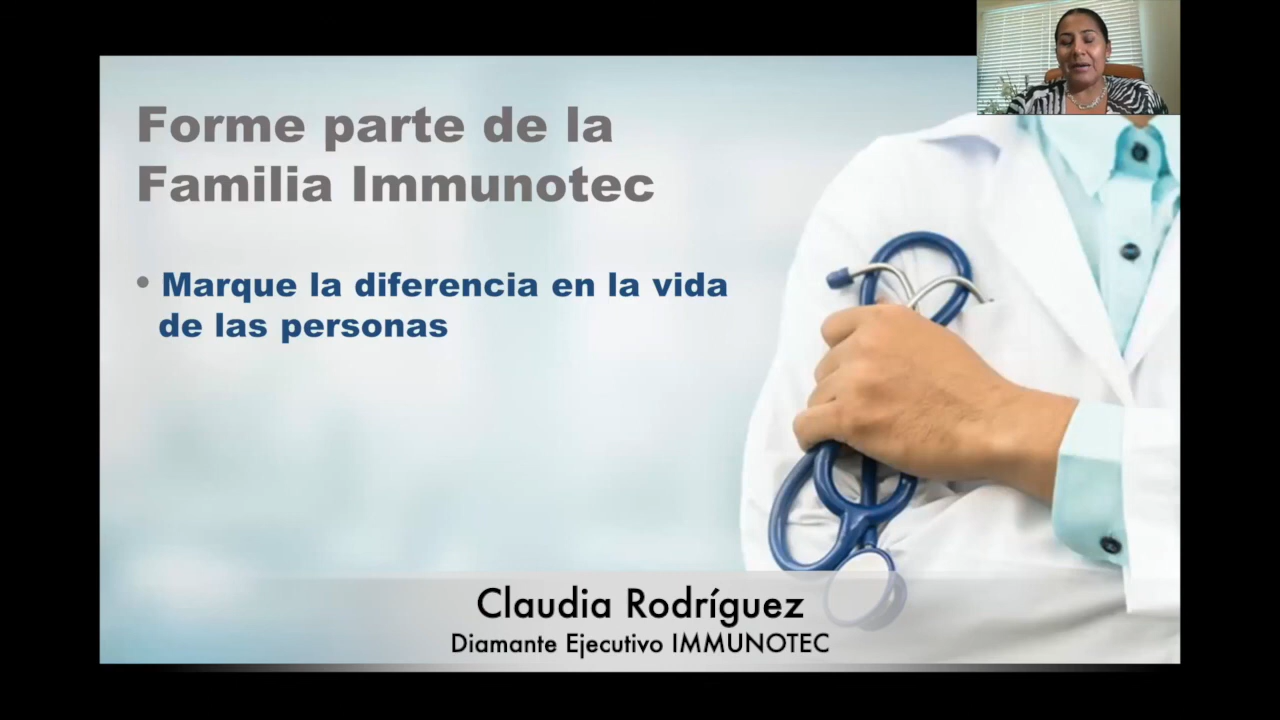 Forme parte de la
Familia Immunotec
• Marque la diferencia en la vida
de las personas
Claudia Rodríguez
Diamante Ejecutivo IMMUNOTEC